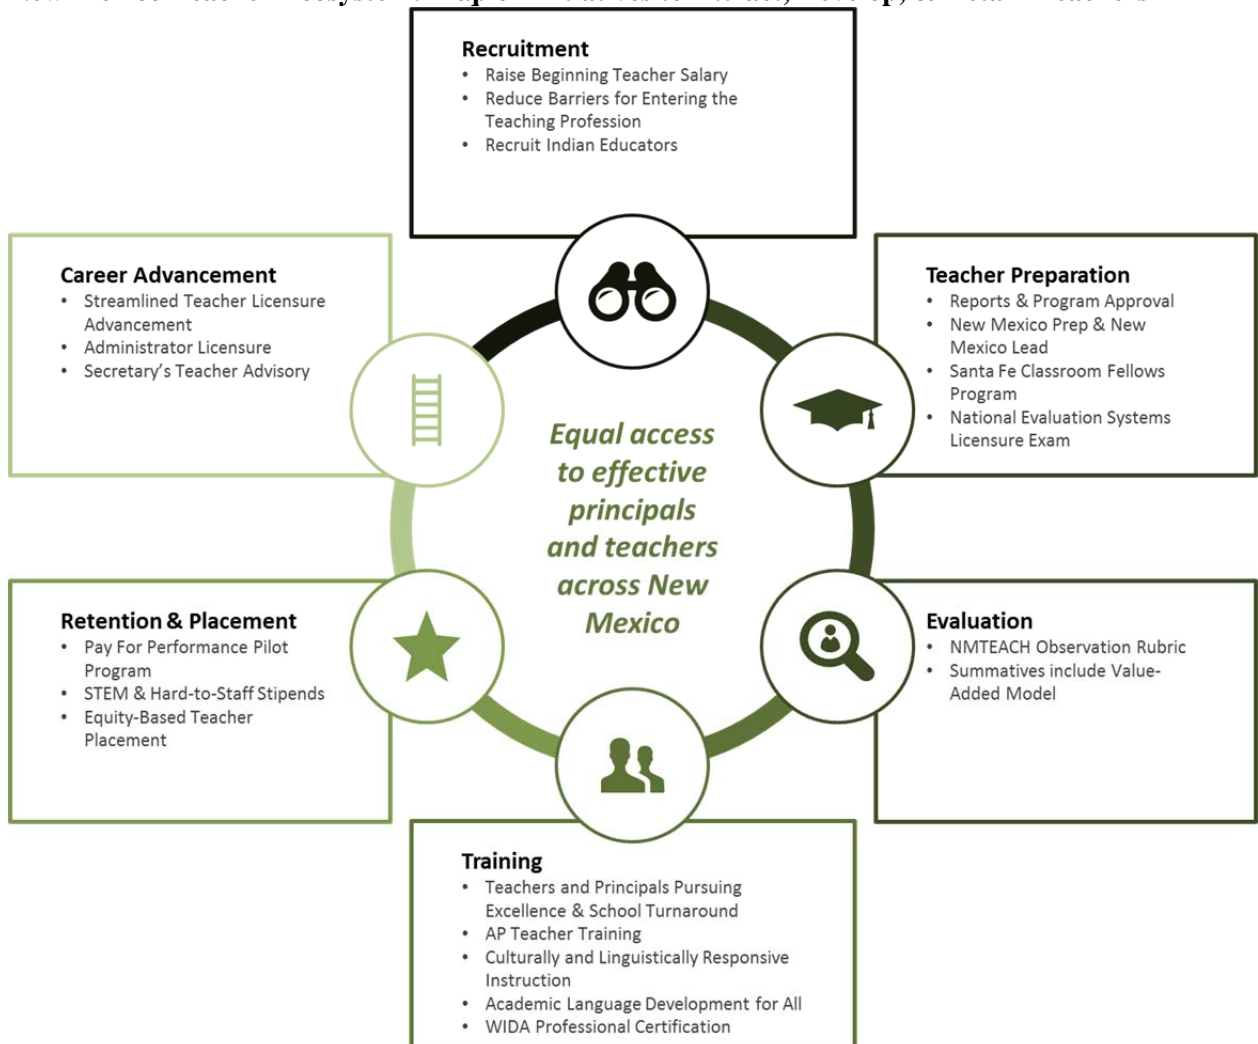 Recruitment
• Raise Beginning Teacher Salary
• Reduce Barriers for Entering the
Teaching Profession
• Recruit Indian Educators
Career Advancement
• Streamlined Teacher Licensure
Advancement
• Administrator Licensure
• Secretary's Teacher Advisory
Teacher Preparation
• Reports & Program Approval
• New Mexico Prep & New
Mexico Lead
• Santa Fe Classroom Fellows
Program
• National Evaluation Systems
Licensure Exam
Equal access
to effective
principals
and teachers
across New
Mexico
Retention & Placement
• Pay For Performance Pilot
Program
• STEM & Hard-to-Staff Stipends
• Equity-Based Teacher
Placement
Evaluation
• NMTEACH Observation Rubric
• Summatives include Value-
Added Model
Training
• Teachers and Principals Pursuing
Excellence & School Turnaround
• AP Teacher Training
• Culturally and Linguistically Responsive
Instruction
• Academic Language Development for All
• WIDA Professional Certification